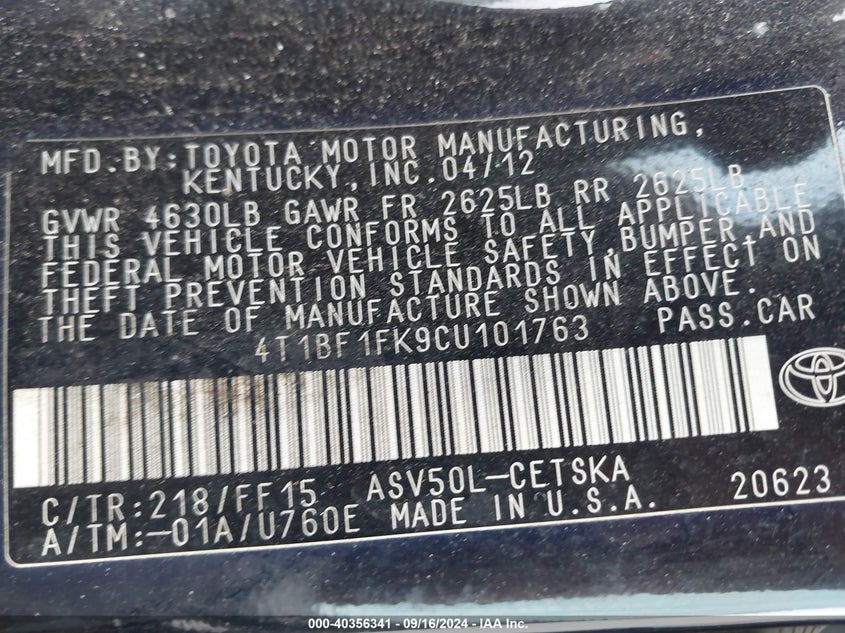 MFD.BY:TOYOTA MOTOR MANUFACTURING,
KENTUCKY,INC.04/12
GVWR 4630LB GAWR FR 2625LB RR 2625LB
THIS VEHICLE CONFORMS TO ALL APPLICABLE
FEDERAL MOTOR VEHICLE SAFETY,BUMPER,AND
THEFT PREVENTION STANDARDS IN EFFECT ON
THE DATE OF MANUFACTURE SHOWN ABOVE.
4T1BF1FK9CU101763 PASS.CAR
C/TR:218/FF15 ASV50L-CETSKA
A/TM:-01A/U760E MADE IN U.S.A. 20623
000-40356341 - 09/16/2024 - IAA Inc.